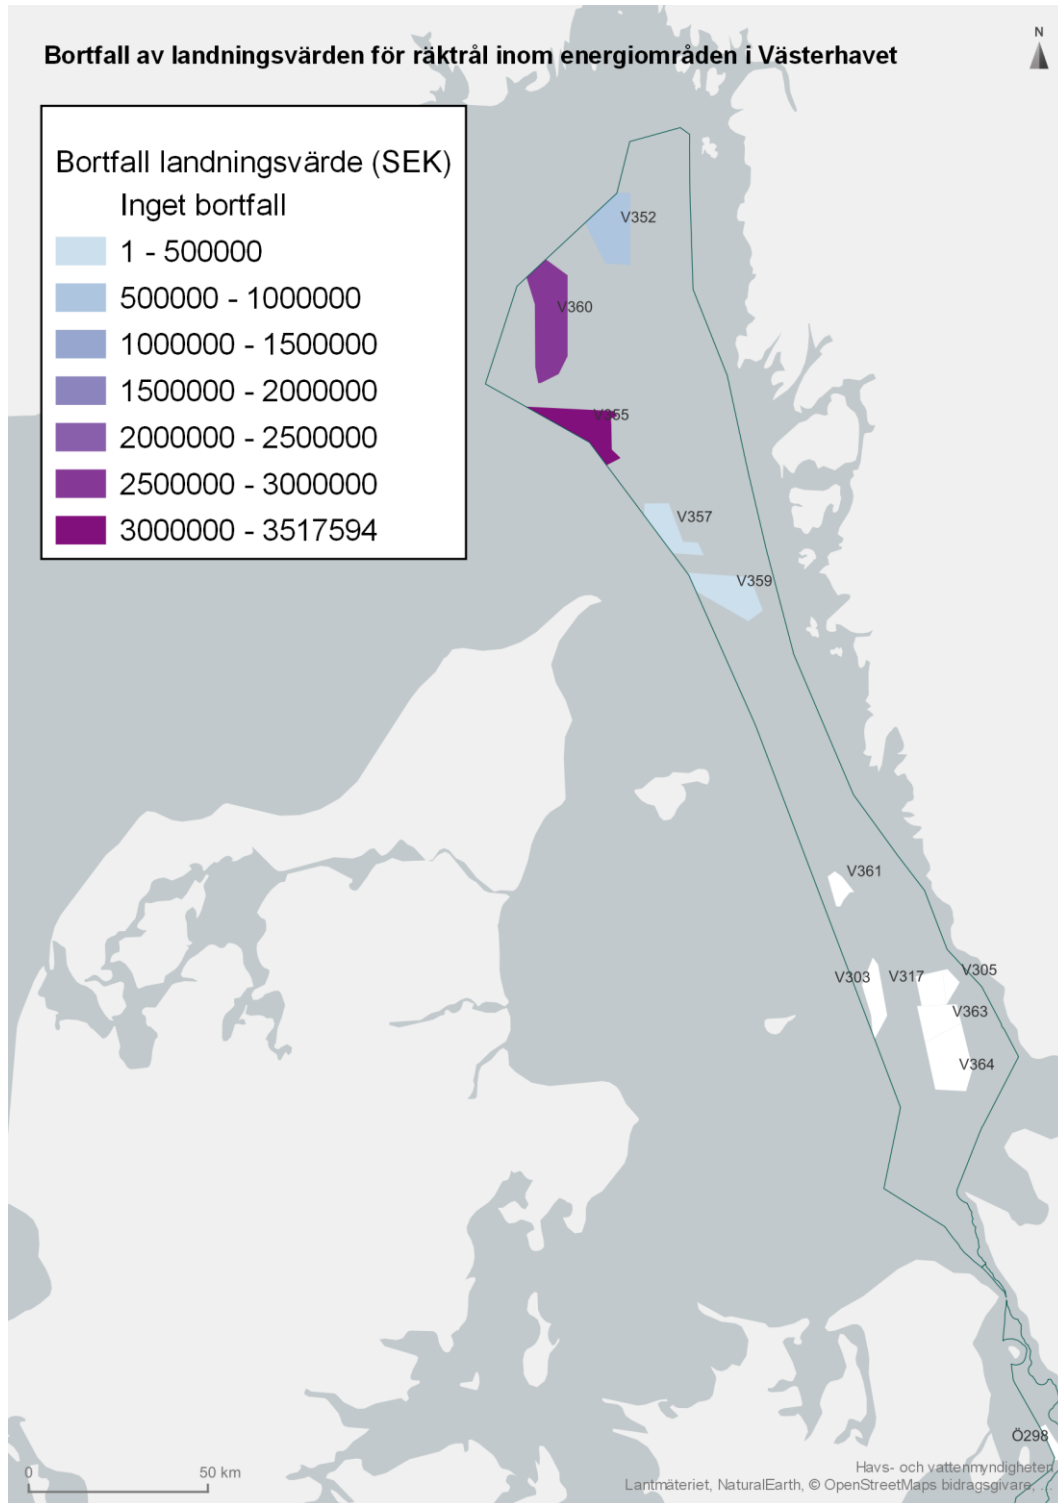 Bortfall av landningsvärden för räktrål inom energiområden i Västerhavet
N
Bortfall landningsvärde (SEK)
Inget bortfall
1 - 500000
500000 - 1000000
1000000 - 1500000
1500000 - 2000000
2000000 - 2500000
2500000 - 3000000
3000000 - 3517594
V352
V360
V355
V357
V359
V361
V303
V317
V305
V363
V364
Ö298
0
50 km
Havs- och vattenmyndigheten
Lantmäteriet, NaturalEarth, © OpenStreetMaps bidragsgivare, ...